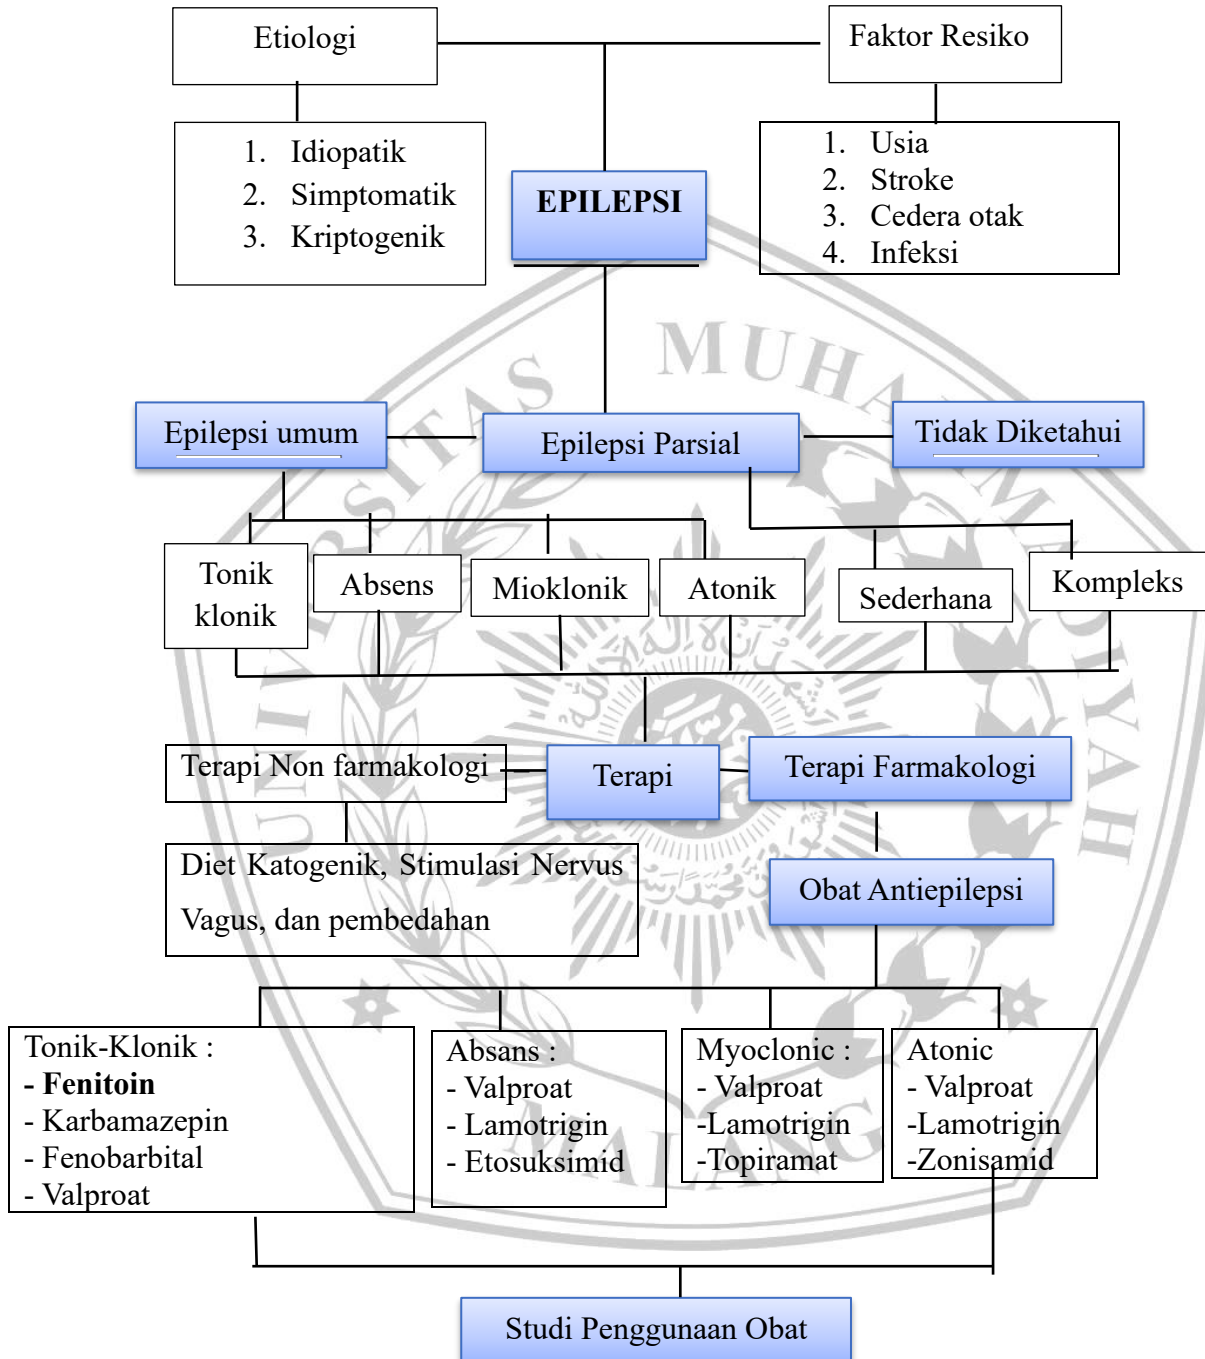 Etiologi
Faktor Resiko
1. Idiopatik
2. Simptomatik
3. Kriptogenik
1. Usia
2. Stroke
3. Cedera otak
4. Infeksi
EPILEPSI
UNIVERSITAS MUHAMMADIYAH
Epilepsi umum
Epilepsi Parsial
Tidak Diketahui
Tonik
klonik
Absens
Mioklonik
Atonik
Sederhana
Kompleks
Terapi Non farmakologi
Terapi
Terapi Farmakologi
Diet Katogenik, Stimulasi Nervus
Vagus, dan pembedahan
Obat Antiepilepsi
Tonik-Klonik :
- Fenitoin
- Karbamazepin
- Fenobarbital
- Valproat
Absans :
- Valproat
- Lamotrigin
- Etosuksimid
Myoclonic :
- Valproat
-Lamotrigin
-Topiramat
Atonic
- Valproat
-Lamotrigin
-Zonisamid
MALANG
Studi Penggunaan Obat